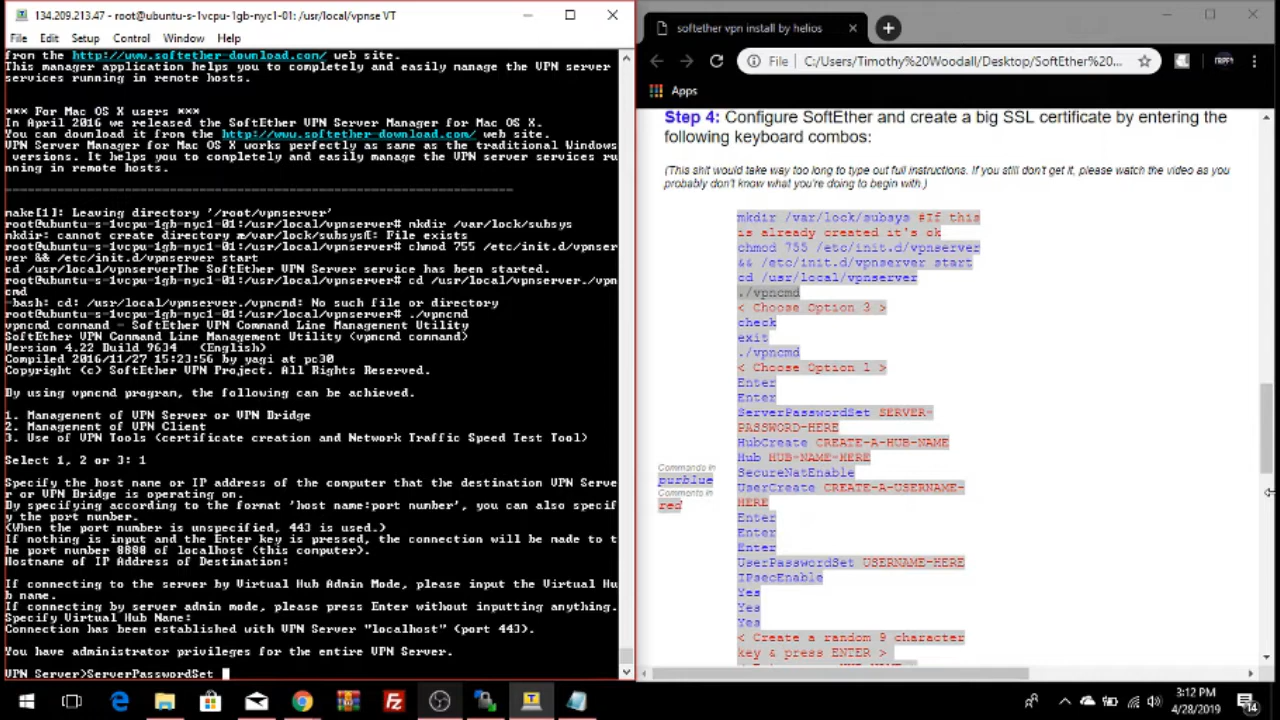 134.209.213.47 - root@ubuntu-s-1vcpu-1gb-nyc1-01: /usr/local/vpnse VT
File Edit Setup Control Window Help
from the http://www.softether-download.com/ web site.
This manager application helps you to completely and easily manage the VPN server
services running in remote hosts.
*** For Mac OS X users ***
In April 2016 we released the SoftEther VPN Server Manager for Mac OS X.
You can download it from the http://www.softether-download.com/ web site.
VPN Server Manager for Mac OS X works perfectly as same as the traditional Windows
versions. It helps you to completely and easily manage the VPN server services ru
nning in remote hosts.
--------------------------------------------------------------------
make[1]: Leaving directory '/root/vpnserver'
root@ubuntu-s-1vcpu-1gb-nyc1-01:/usr/local/vpnserver# mkdir /var/lock/subsys
mkdir: cannot create directory '/var/lock/subsys': File exists
root@ubuntu-s-1vcpu-1gb-nyc1-01:/usr/local/vpnserver# chmod 755 /etc/init.d/vpnser
ver && /etc/init.d/vpnserver start
cd /usr/local/vpnserverThe SoftEther VPN Server service has been started.
root@ubuntu-s-1vcpu-1gb-nyc1-01:/usr/local/vpnserver# cd /usr/local/vpnserver./vpn
cmd
-bash: cd: /usr/local/vpnserver./vpncmd: No such file or directory
root@ubuntu-s-1vcpu-1gb-nyc1-01:/usr/local/vpnserver# ./vpncmd
vpncmd command - SoftEther VPN Command Line Management Utility
SoftEther VPN Command Line Management Utility (vpncmd command)
Version 4.22 Build 9634 (English)
Compiled 2016/11/27 15:23:56 by yagi at pc30
Copyright (c) SoftEther VPN Project. All Rights Reserved.
By using vpncmd program, the following can be achieved.
1. Management of VPN Server or VPN Bridge
2. Management of VPN Client
3. Use of VPN Tools (certificate creation and Network Traffic Speed Test Tool)
Select 1, 2 or 3: 1
Specify the host name or IP address of the computer that the destination VPN Serve
r or VPN Bridge is operating on.
By specifying according to the format 'host name:port number', you can also specif
y the port number.
(When the port number is unspecified, 443 is used.)
If nothing is input and the Enter key is pressed, the connection will be made to t
he port number 8888 of localhost (this computer).
Hostname of IP Address of Destination:
If connecting to the server by Virtual Hub Admin Mode, please input the Virtual Hu
b name.
If connecting by server admin mode, please press Enter without inputting anything.
Specify Virtual Hub Name:
Connection has been established with VPN Server "localhost" (port 443).
You have administrator privileges for the entire VPN Server.
VPN Server>ServerPasswordSet
softether vpn install by helios
File C:/Users/Timothy%20Woodall/Desktop/SoftEther%20...
Apps
Step 4: Configure SoftEther and create a big SSL certificate by entering the
following keyboard combos:
(This shit would take way too long to type out full instructions. If you still don't get it, please watch the video as you
probably don't know what you're doing to begin with.)
mkdir /var/lock/subsys #If this
is already created it's ok
chmod 755 /etc/init.d/vpnserver
&& /etc/init.d/vpnserver start
cd /usr/local/vpnserver
./vpncmd
< Choose Option 3 >
check
exit
./vpncmd
< Choose Option 1 >
Enter
Enter
ServerPasswordSet SERVER-
PASSWORD-HERE
HubCreate CREATE-A-HUB-NAME
Hub HUB-NAME-HERE
SecureNatEnable
UserCreate CREATE-A-USERNAME-
HERE
Enter
Enter
Enter
UserPasswordSet USERNAME-HERE
IPsecEnable
Yes
Yes
Yes
< Create a random 9 character
key & press ENTER >
Commands in
purblue
Comments in
red
3:12 PM
4/28/2019
14